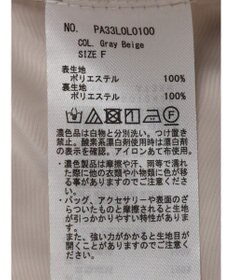 NO. PA33L0L0100
COL. Gray Beige
SIZE F
表生地
ポリエステル 100%
裏生地
ポリエステル 100%
濃色品は白物と分別洗い。つけ置き
禁止。酸素系漂白剤使用時は漂白剤
の表示を確認。アイロンあて布使用。
・濃色製品は摩擦や汗、雨等で濡れ
た際に他の衣類や小物類に色が移
る事がありますのでご注意くださ
い。
・バッグ、アクセサリーや表面のざ
らついたものと摩擦されると生地
が引っかかりやすい特性がありま
す。
また、強い力がかかると生地目が
開くことがありますのでご注意く
ださい。